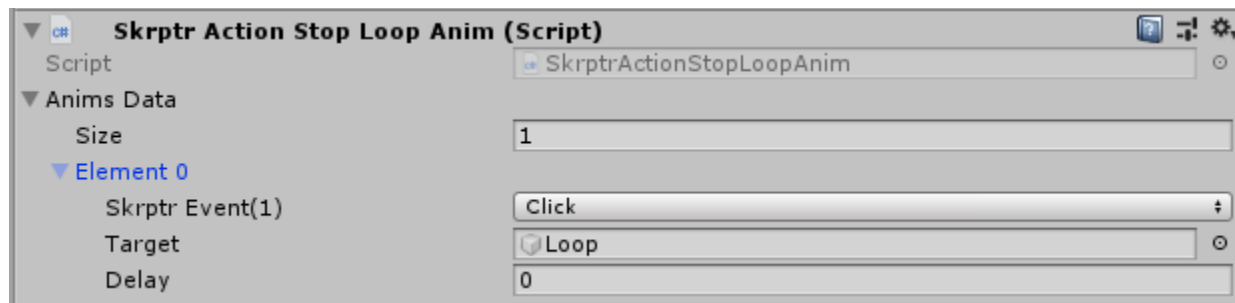 Skrptr Action Stop Loop Anim (Script)
Script SkrptrActionStopLoopAnim
Anims Data
Size 1
Element 0
Skrptr Event(1) Click
Target Loop
Delay 0